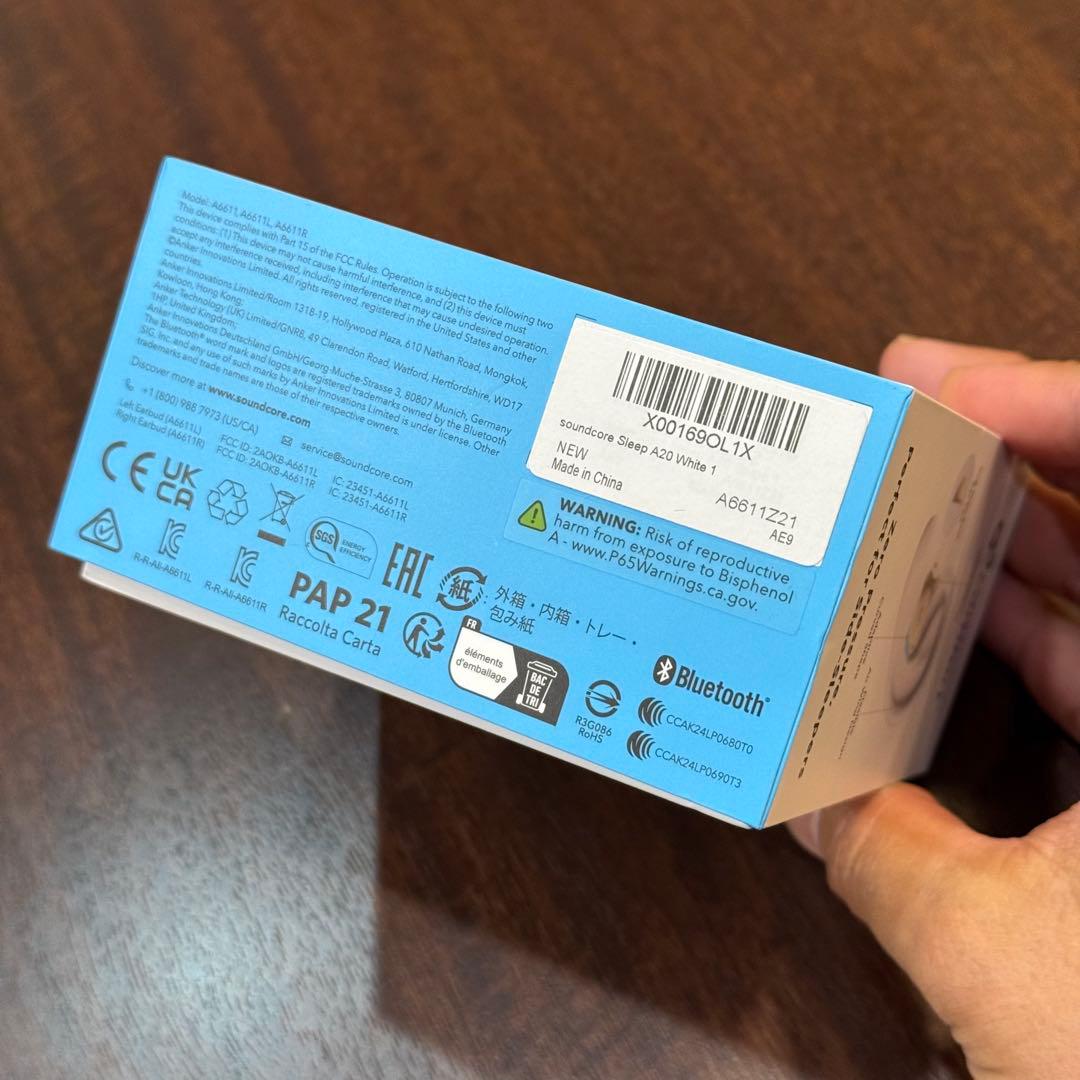 Model: A6611, A6611L, A6611R
This device complies with Part 15 of the FCC Rules. Operation is subject to the following two
conditions: (1) This device may not cause harmful interference, and (2) this device must
accept any interference received, including interference that may cause undesired operation.
©Anker Innovations Limited. All rights reserved, registered in the United States and other
countries.
Anker Innovations Limited/Room 1318-19, Hollywood Plaza, 610 Nathan Road, Mongkok,
Kowloon, Hong Kong;
Anker Technology (UK) Limited/GNR8, 49 Clarendon Road, Watford, Hertfordshire, WD17
1HP, United Kingdom;
Anker Innovations Deutschland GmbH/Georg-Muche-Strasse 3, 80807 Munich, Germany
The Bluetooth® word mark and logos are registered trademarks owned by the Bluetooth
SIG, Inc. and any use of such marks by Anker Innovations Limited is under license. Other
trademarks and trade names are those of their respective owners.
Discover more at www.soundcore.com
+1 (800) 988 7973 (US/CA)
service@soundcore.com
Left Earbud (A6611L)
FCC ID: 2AOKB-A6611L
IC: 23451-A6611L
Right Earbud (A6611R)
FCC ID: 2AOKB-A6611R
IC: 23451-A6611R
CE
UK
CA
SGS
ENERGY
EFFICIENCY
EAC
紙
: 外箱・内箱・トレー・
包み紙
R-R-All-A6611L
R-R-All-A6611R
PAP 21
Raccolta Carta
FR
éléments
d'emballage
BAC
DE
TRI
R3G086
RoHS
Bluetooth®
CCAK24LP0680T0
CCAK24LP0690T3
X00169OL1X
soundcore Sleep A20 White 1
NEW
Made in China
A6611Z21
AE9
WARNING: Risk of reproductive
harm from exposure to Bisphenol
A - www.P65Warnings.ca.gov.
Zero Pressure,
Perfect for Side Sleepers